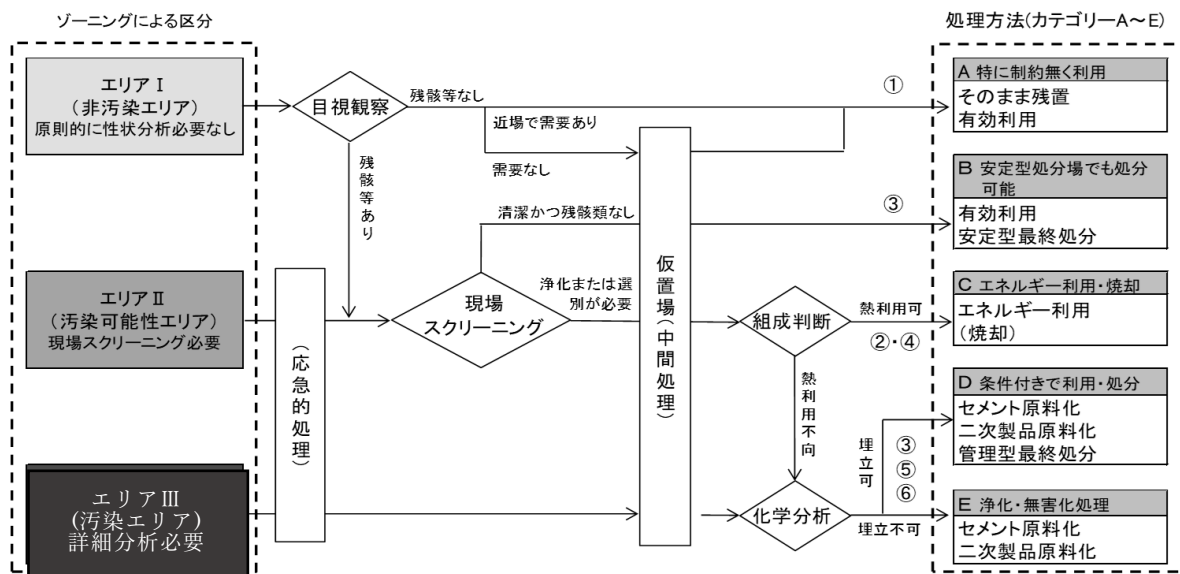 ゾーニングによる区分
処理方法(カテゴリーA～E)
エリアⅠ
(非汚染エリア)
原則的に性状分析必要なし
目視観察
残骸等なし
①
近場で需要あり
需要なし
残骸等あり
A 特に制約無く利用
そのまま残置
有効利用
B 安定型処分場でも処分
可能
有効利用
安定型最終処分
清潔かつ残骸類なし
③
エリアⅡ
(汚染可能性エリア)
現場スクリーニング必要
(応急的処理)
現場
スクリーニング
浄化または選
別が必要
仮置場(中間処理)
組成判断
熱利用可
②・④
C エネルギー利用・焼却
エネルギー利用
(焼却)
熱利用不向
D 条件付きで利用・処分
セメント原料化
二次製品原料化
管理型最終処分
埋立可
③
⑤
⑥
エリアⅢ
(汚染エリア)
詳細分析必要
化学分析
埋立不可
E 浄化・無害化処理
セメント原料化
二次製品原料化